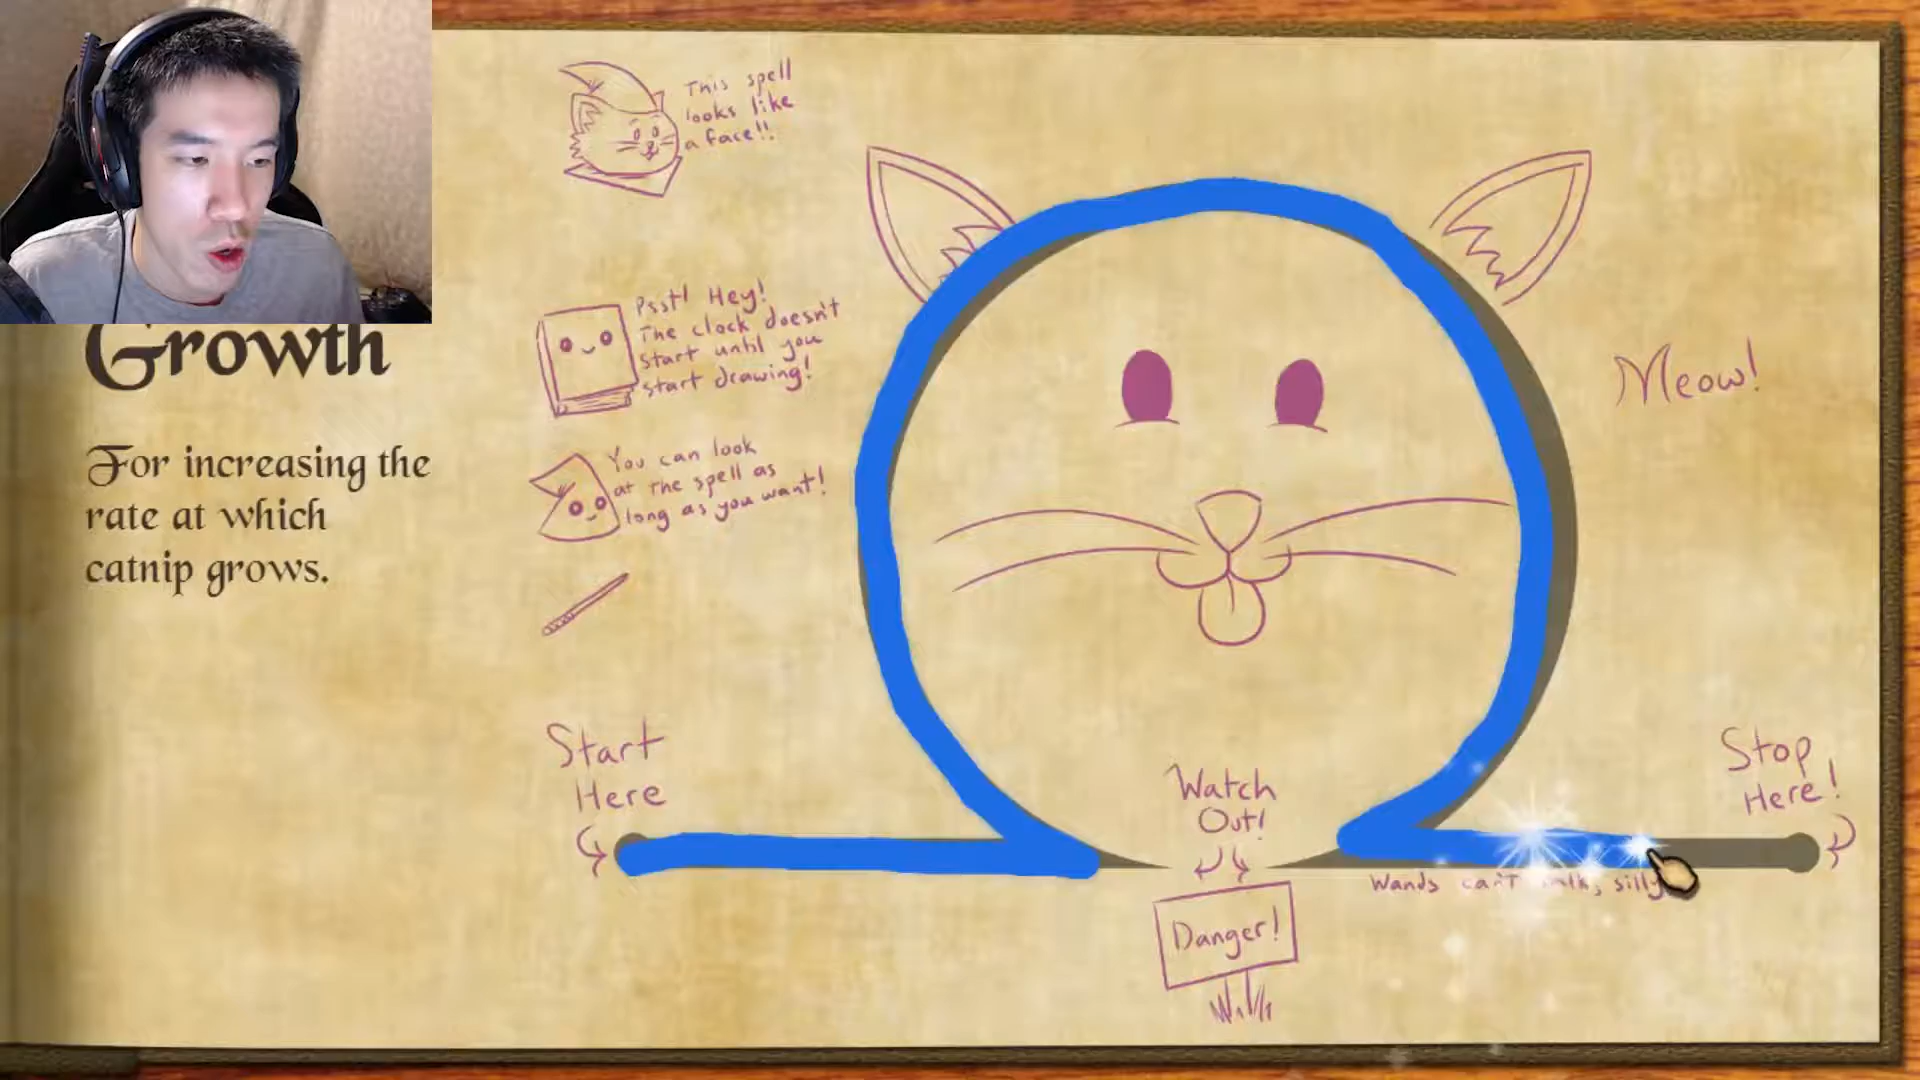 Growth
For increasing the
rate at which
catnip grows.
This spell
looks like
a face!!
Psst! Hey!
The clock doesn't
start until you
start drawing!
You can look
at the spell as
long as you want!
Meow!
Start
Here
Watch
Out!
Danger!
Stop
Here!
Wands can't silly